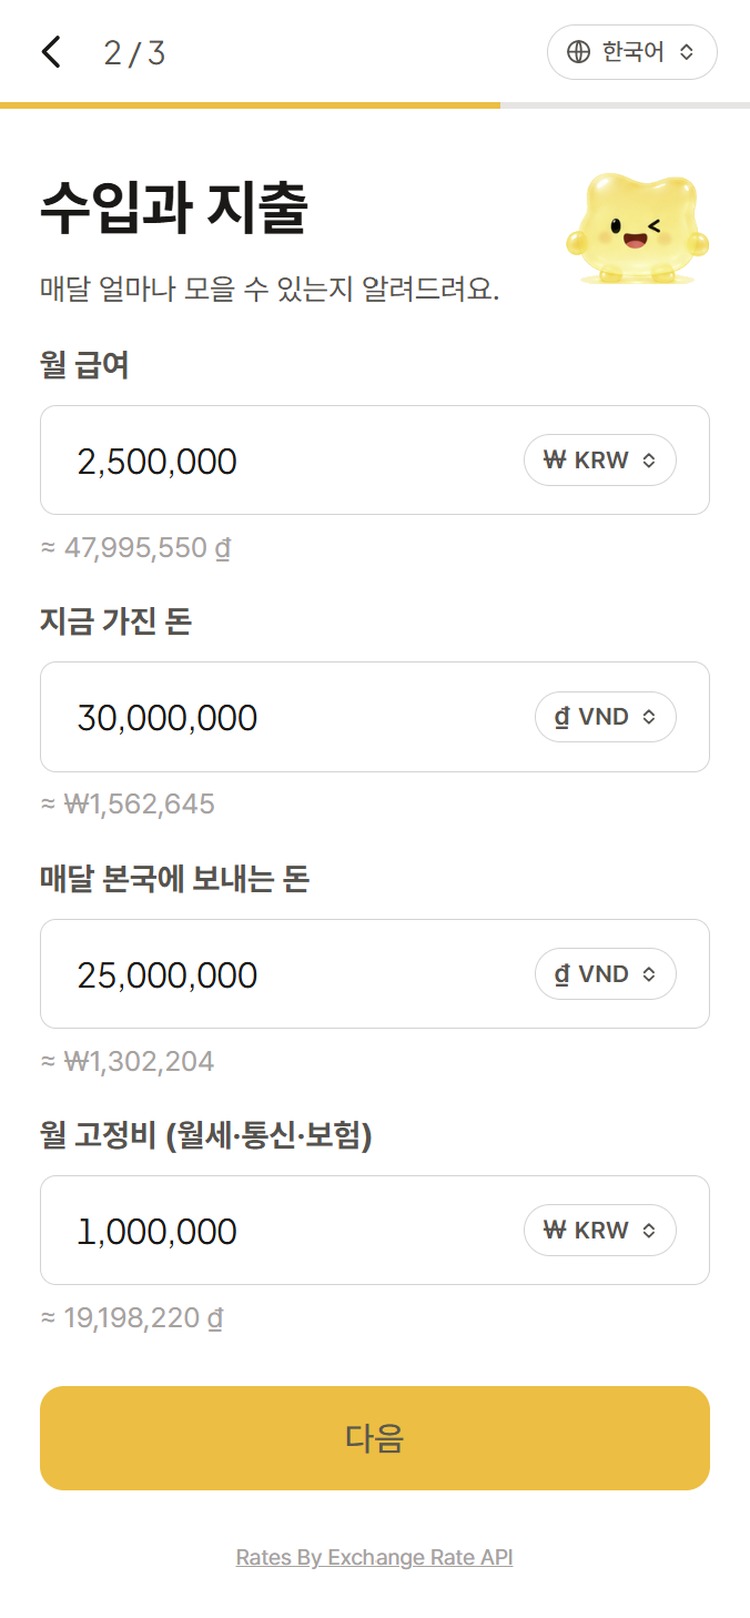 2 / 3
한국어
수입과 지출
매달 얼마나 모을 수 있는지 알려드려요.
월 급여
2,500,000
₩ KRW
≈ 47,995,550 ₫
지금 가진 돈
30,000,000
₫ VND
≈ ₩1,562,645
매달 본국에 보내는 돈
25,000,000
₫ VND
≈ ₩1,302,204
월 고정비 (월세·통신·보험)
1,000,000
₩ KRW
≈ 19,198,220 ₫
다음
Rates By Exchange Rate API